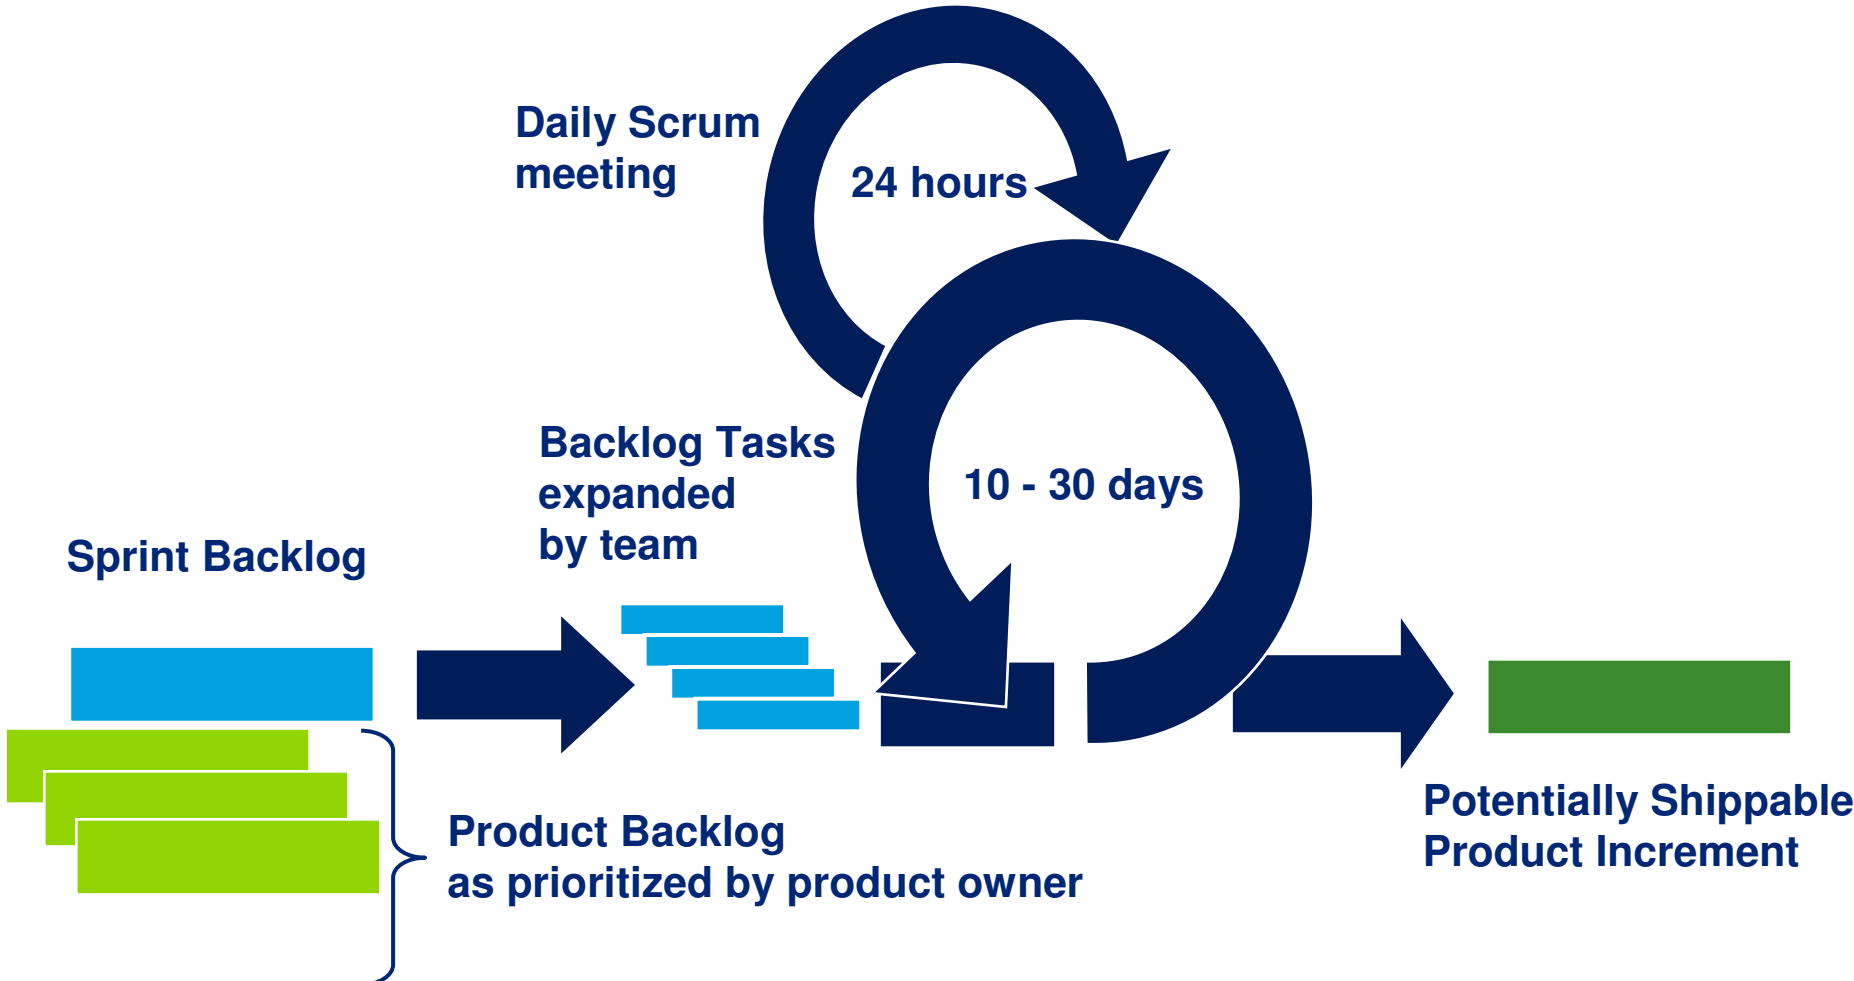 Daily Scrum
meeting
24 hours
Backlog Tasks
expanded
by team
10 - 30 days
Sprint Backlog
Product Backlog
as prioritized by product owner
Potentially Shippable
Product Increment